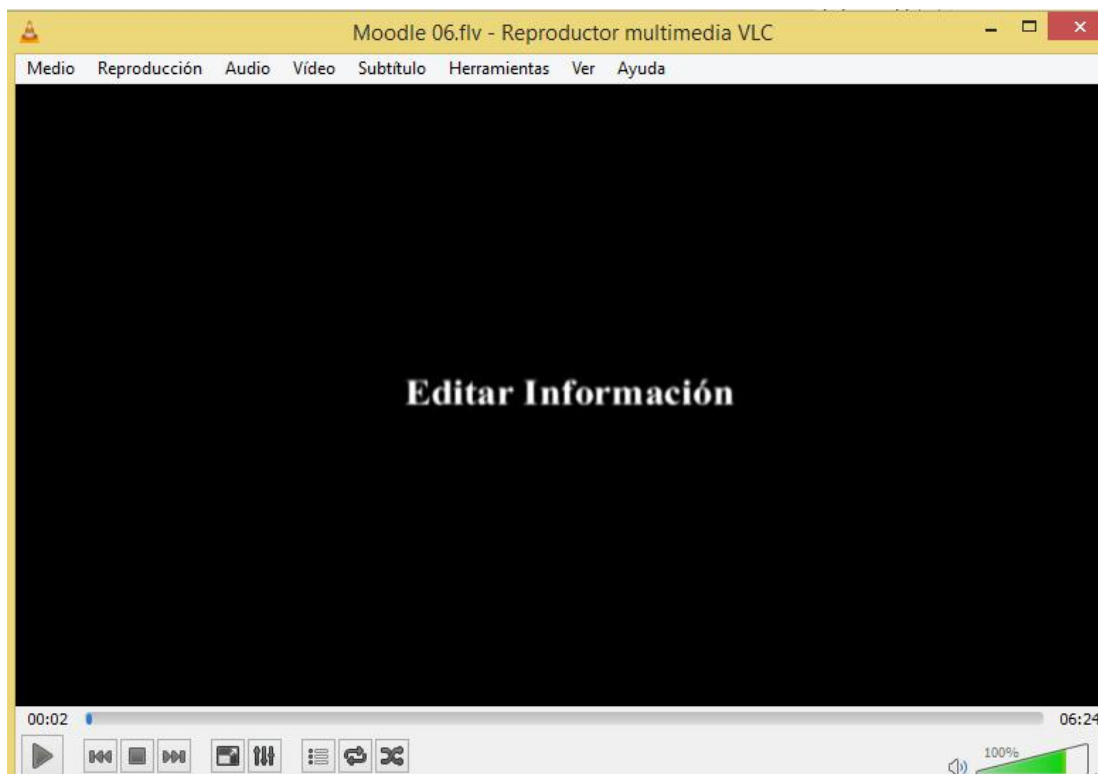 Moodle 06.flv - Reproductor multimedia VLC
Medio Reproducción Audio Vídeo Subtítulo Herramientas Ver Ayuda
Editar Información
00:02 06:24
100%